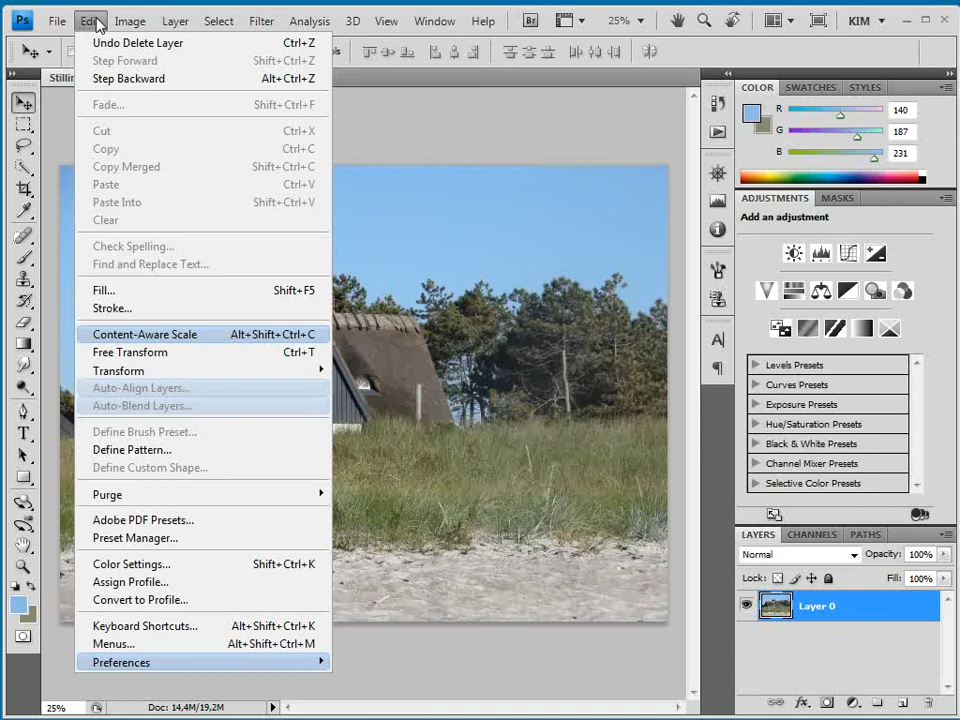 Ps File Edit Image Layer Select Filter Analysis 3D View Window Help Br 25% KIM
Stillin
Undo Delete Layer Ctrl+Z
Step Forward Shift+Ctrl+Z
Step Backward Alt+Ctrl+Z
Fade... Shift+Ctrl+F
Cut Ctrl+X
Copy Ctrl+C
Copy Merged Shift+Ctrl+C
Paste Ctrl+V
Paste Into Shift+Ctrl+V
Clear
Check Spelling...
Find and Replace Text...
Fill... Shift+F5
Stroke...
Content-Aware Scale Alt+Shift+Ctrl+C
Free Transform Ctrl+T
Transform
Auto-Align Layers...
Auto-Blend Layers...
Define Brush Preset...
Define Pattern...
Define Custom Shape...
Purge
Adobe PDF Presets...
Preset Manager...
Color Settings... Shift+Ctrl+K
Assign Profile...
Convert to Profile...
Keyboard Shortcuts... Alt+Shift+Ctrl+K
Menus... Alt+Shift+Ctrl+M
Preferences
25% Doc: 14,4M/19,2M
COLOR SWATCHES STYLES
R 140
G 187
B 231
ADJUSTMENTS MASKS
Add an adjustment
Levels Presets
Curves Presets
Exposure Presets
Hue/Saturation Presets
Black & White Presets
Channel Mixer Presets
Selective Color Presets
LAYERS CHANNELS PATHS
Normal Opacity: 100%
Lock: Fill: 100%
Layer 0